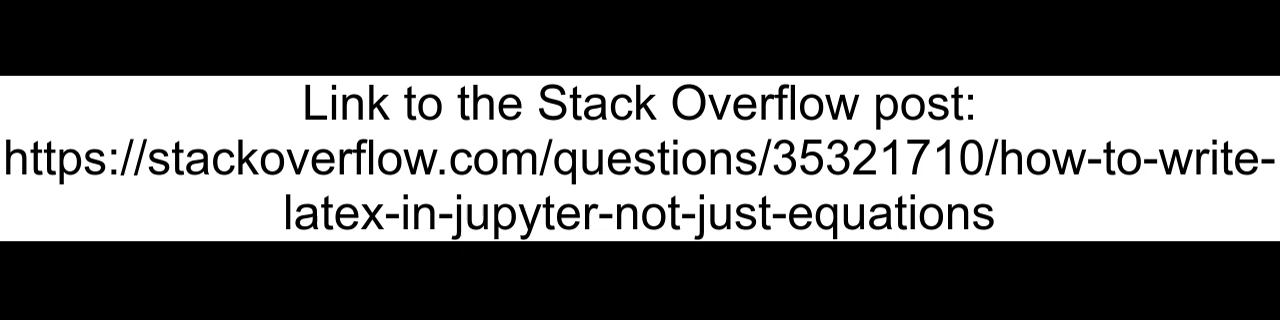 Link to the Stack Overflow post:
https://stackoverflow.com/questions/35321710/how-to-write-
latex-in-jupyter-not-just-equations